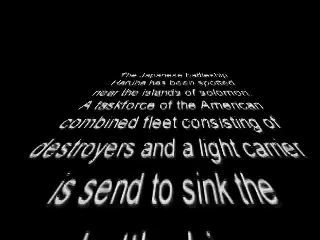 The Japanese battleship
Haruna has been spotted
near the islands of solomon.
A taskforce of the American
combined fleet consisting of
destroyers and a light carrier
is send to sink the